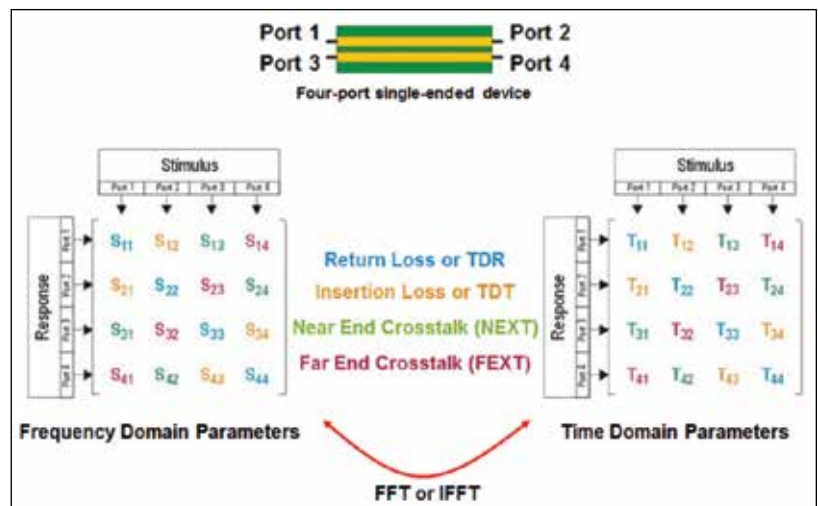 Port 1 Port 2
Port 3 Port 4
Four-port single-ended device
Stimulus Stimulus
Port 1 Port 2 Port 3 Port 4 Port 1 Port 2 Port 3 Port 4
Response Response
Port 1 S11 S12 S13 S14 Port 1 T11 T12 T13 T14
Port 2 S21 S22 S23 S24 Port 2 T21 T22 T23 T24
Port 3 S31 S32 S33 S34 Port 3 T31 T32 T33 T34
Port 4 S41 S42 S43 S44 Port 4 T41 T42 T43 T44
Return Loss or TDR
Insertion Loss or TDT
Near End Crosstalk (NEXT)
Far End Crosstalk (FEXT)
Frequency Domain Parameters Time Domain Parameters
FFT or IFFT